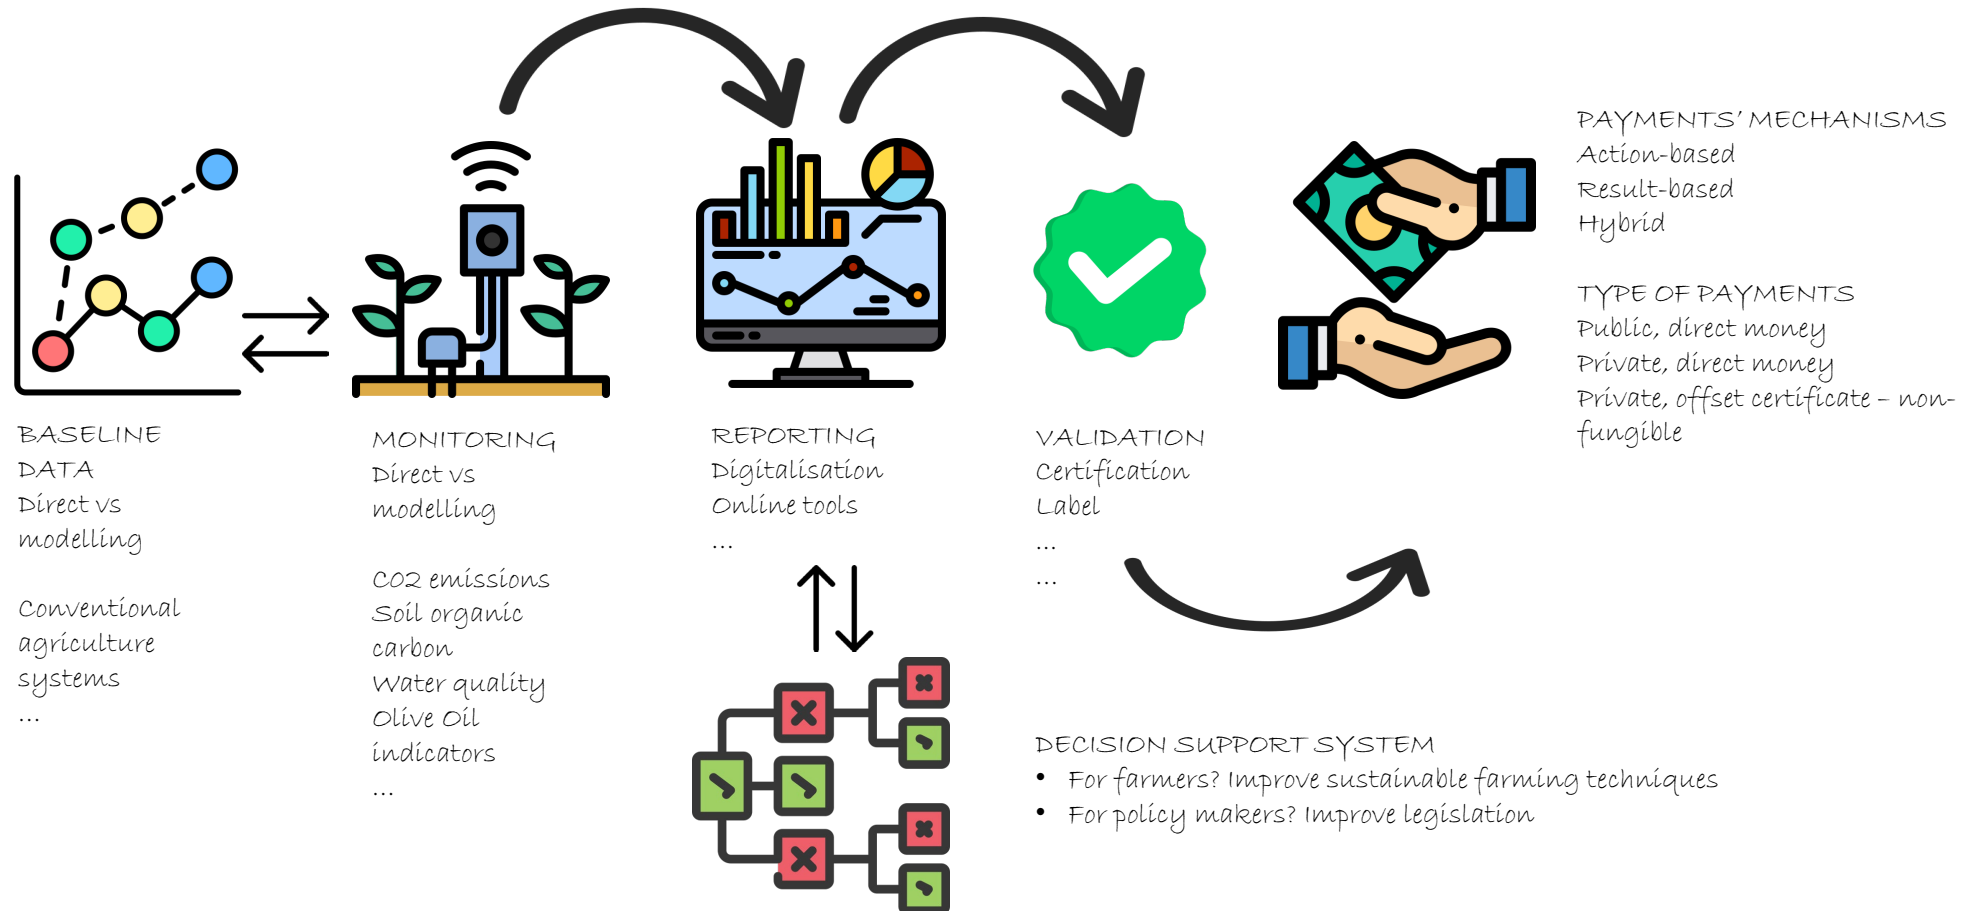 BASELINE
DATA
Direct vs
modelling
Conventional
agriculture
systems
...
MONITORING
Direct vs
modelling
CO2 emissions
Soil organic
carbon
Water quality
Olive Oil
indicators
...
REPORTING
Digitalisation
Online tools
...
VALIDATION
Certification
Label
...
...
PAYMENTS’ MECHANISMS
Action-based
Result-based
Hybrid
TYPE OF PAYMENTS
Public, direct money
Private, direct money
Private, offset certificate – non-
fungible
DECISION SUPPORT SYSTEM
• For farmers? Improve sustainable farming techniques
• For policy makers? Improve legislation